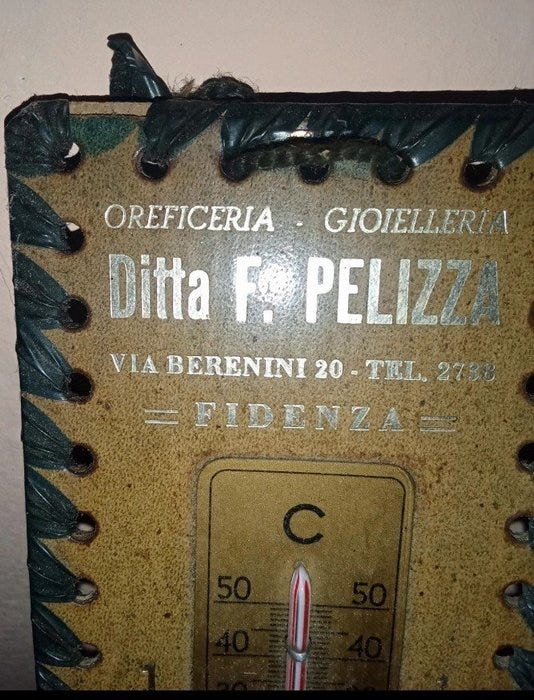 OREFICERIA - GIOIELLERIA
Ditta F. PELIZZA
VIA BERENINI 20 - TEL. 2738
= FIDENZA =
C
50 50
40 40